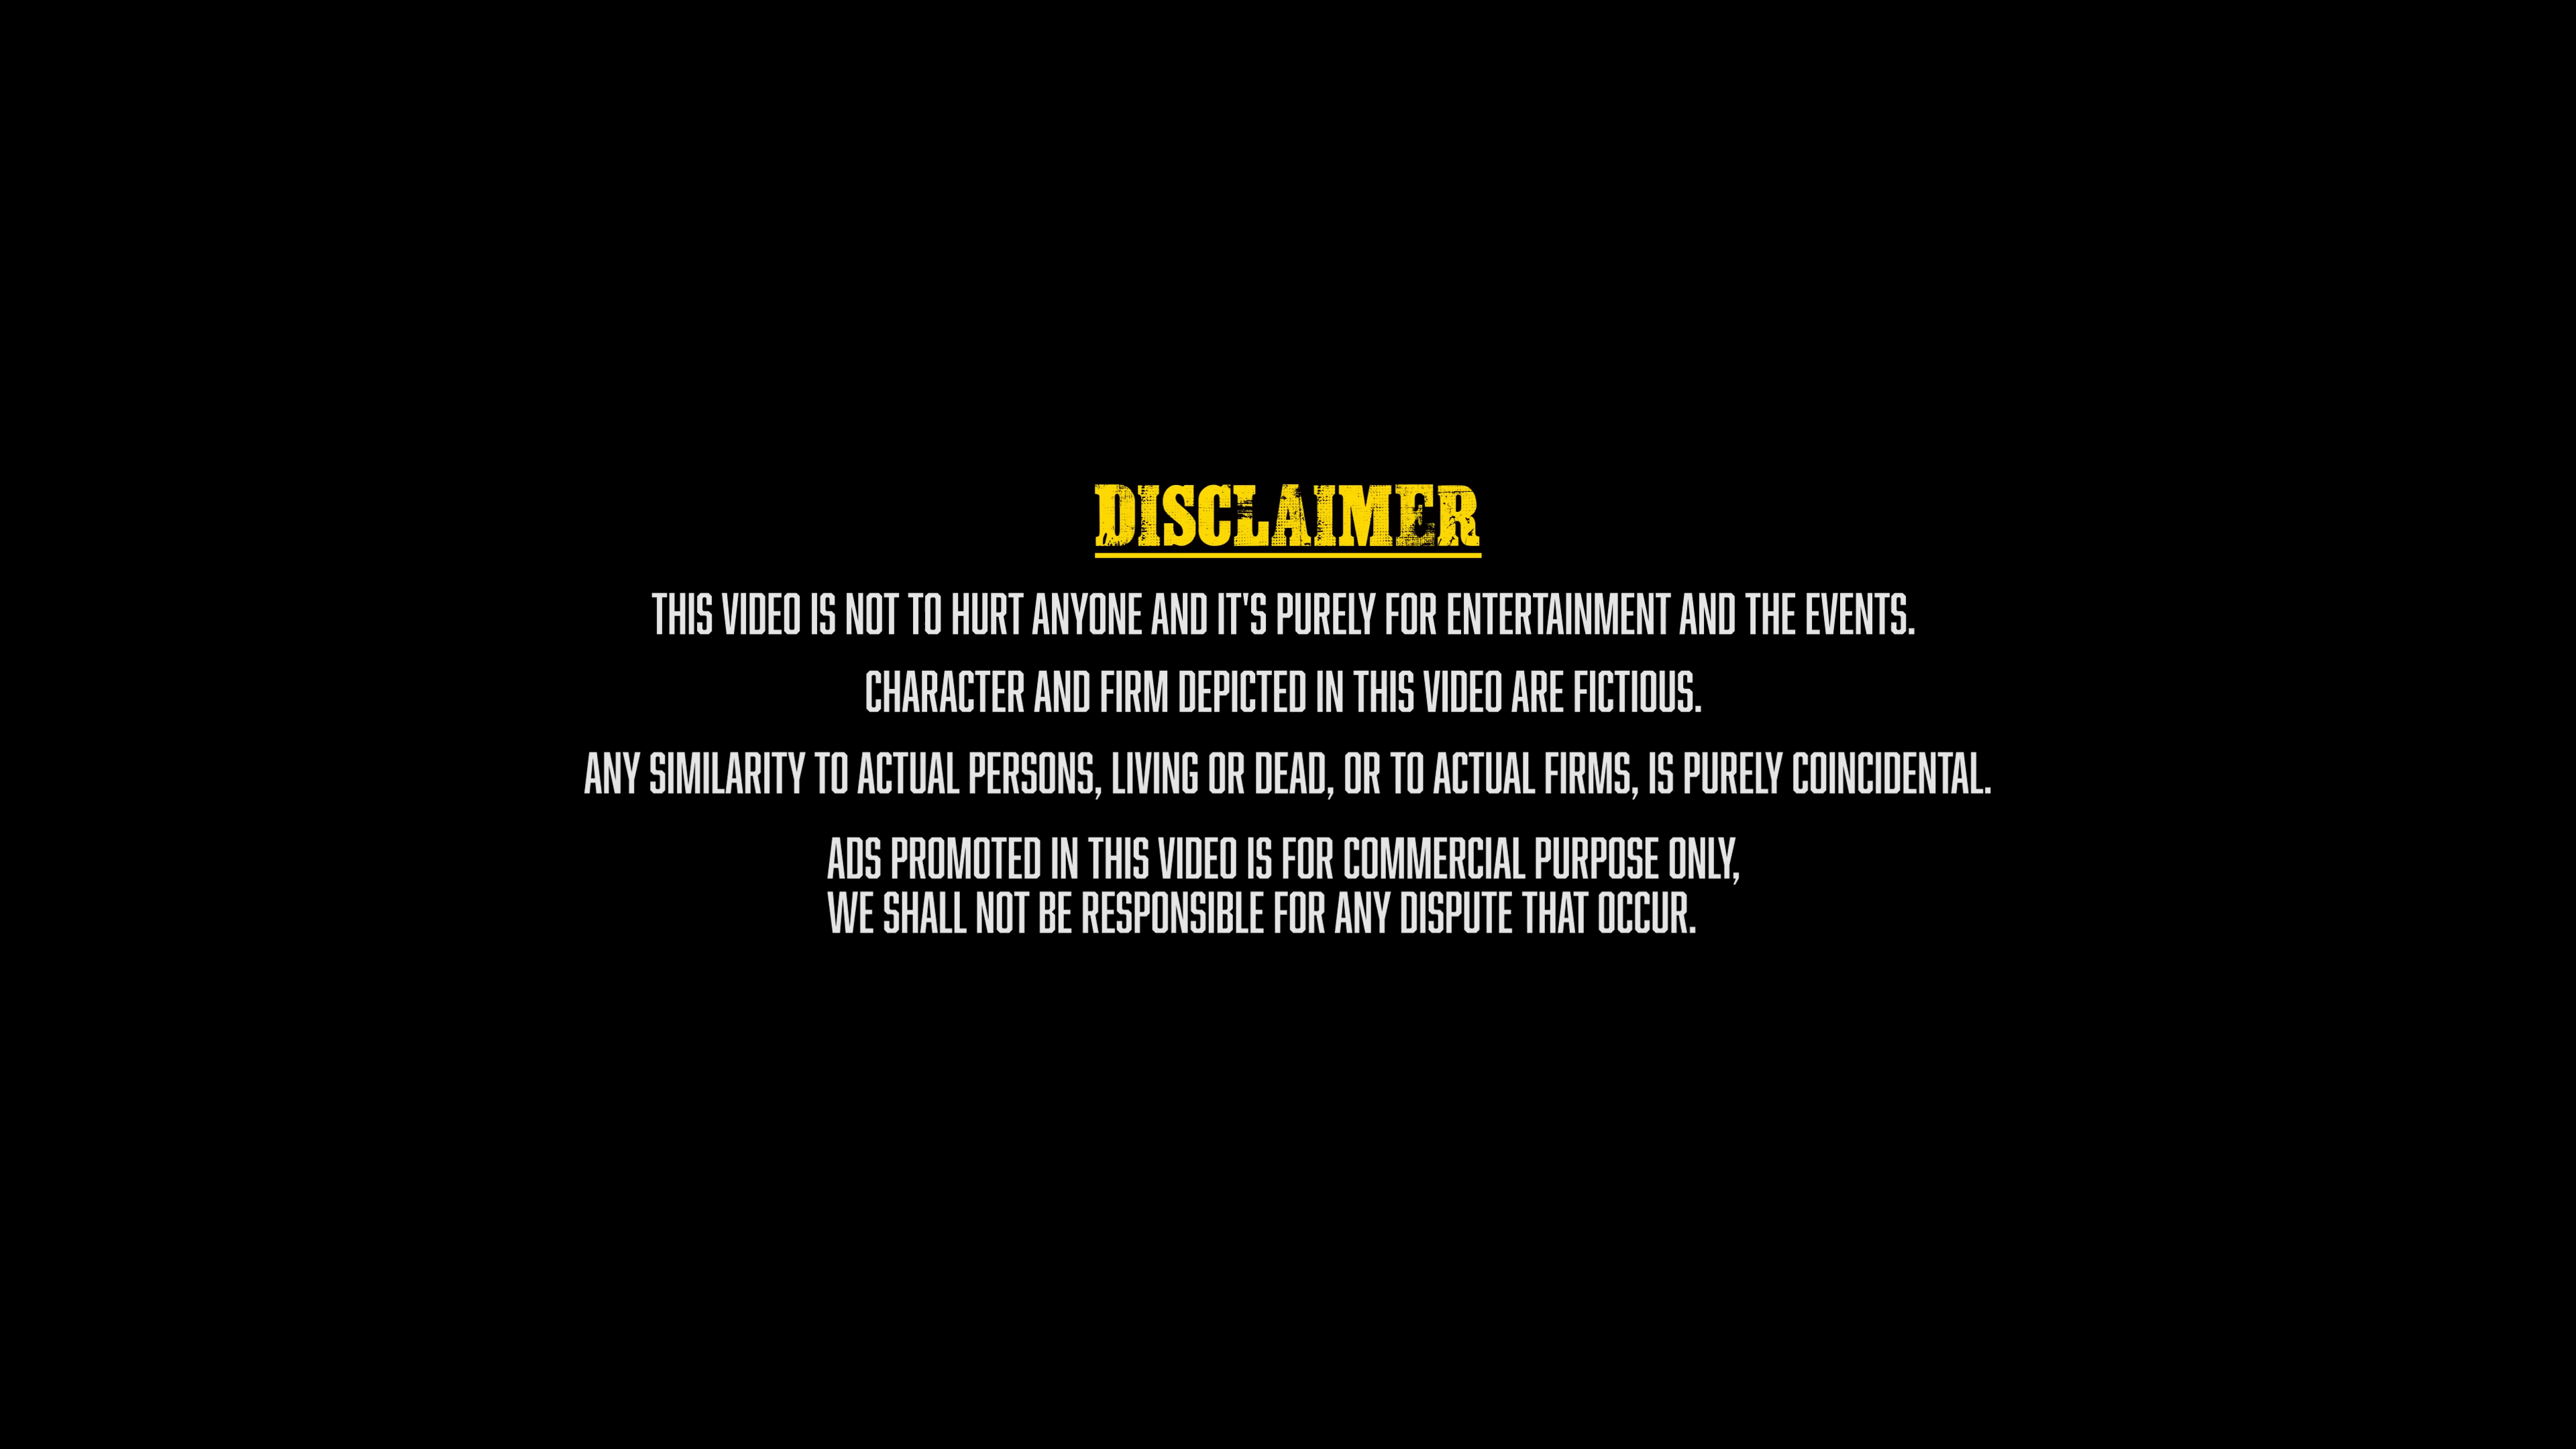 DISCLAIMER
THIS VIDEO IS NOT TO HURT ANYONE AND IT'S PURELY FOR ENTERTAINMENT AND THE EVENTS.
CHARACTER AND FIRM DEPICTED IN THIS VIDEO ARE FICTIOUS.
ANY SIMILARITY TO ACTUAL PERSONS, LIVING OR DEAD, OR TO ACTUAL FIRMS, IS PURELY COINCIDENTAL.
ADS PROMOTED IN THIS VIDEO IS FOR COMMERCIAL PURPOSE ONLY,
WE SHALL NOT BE RESPONSIBLE FOR ANY DISPUTE THAT OCCUR.